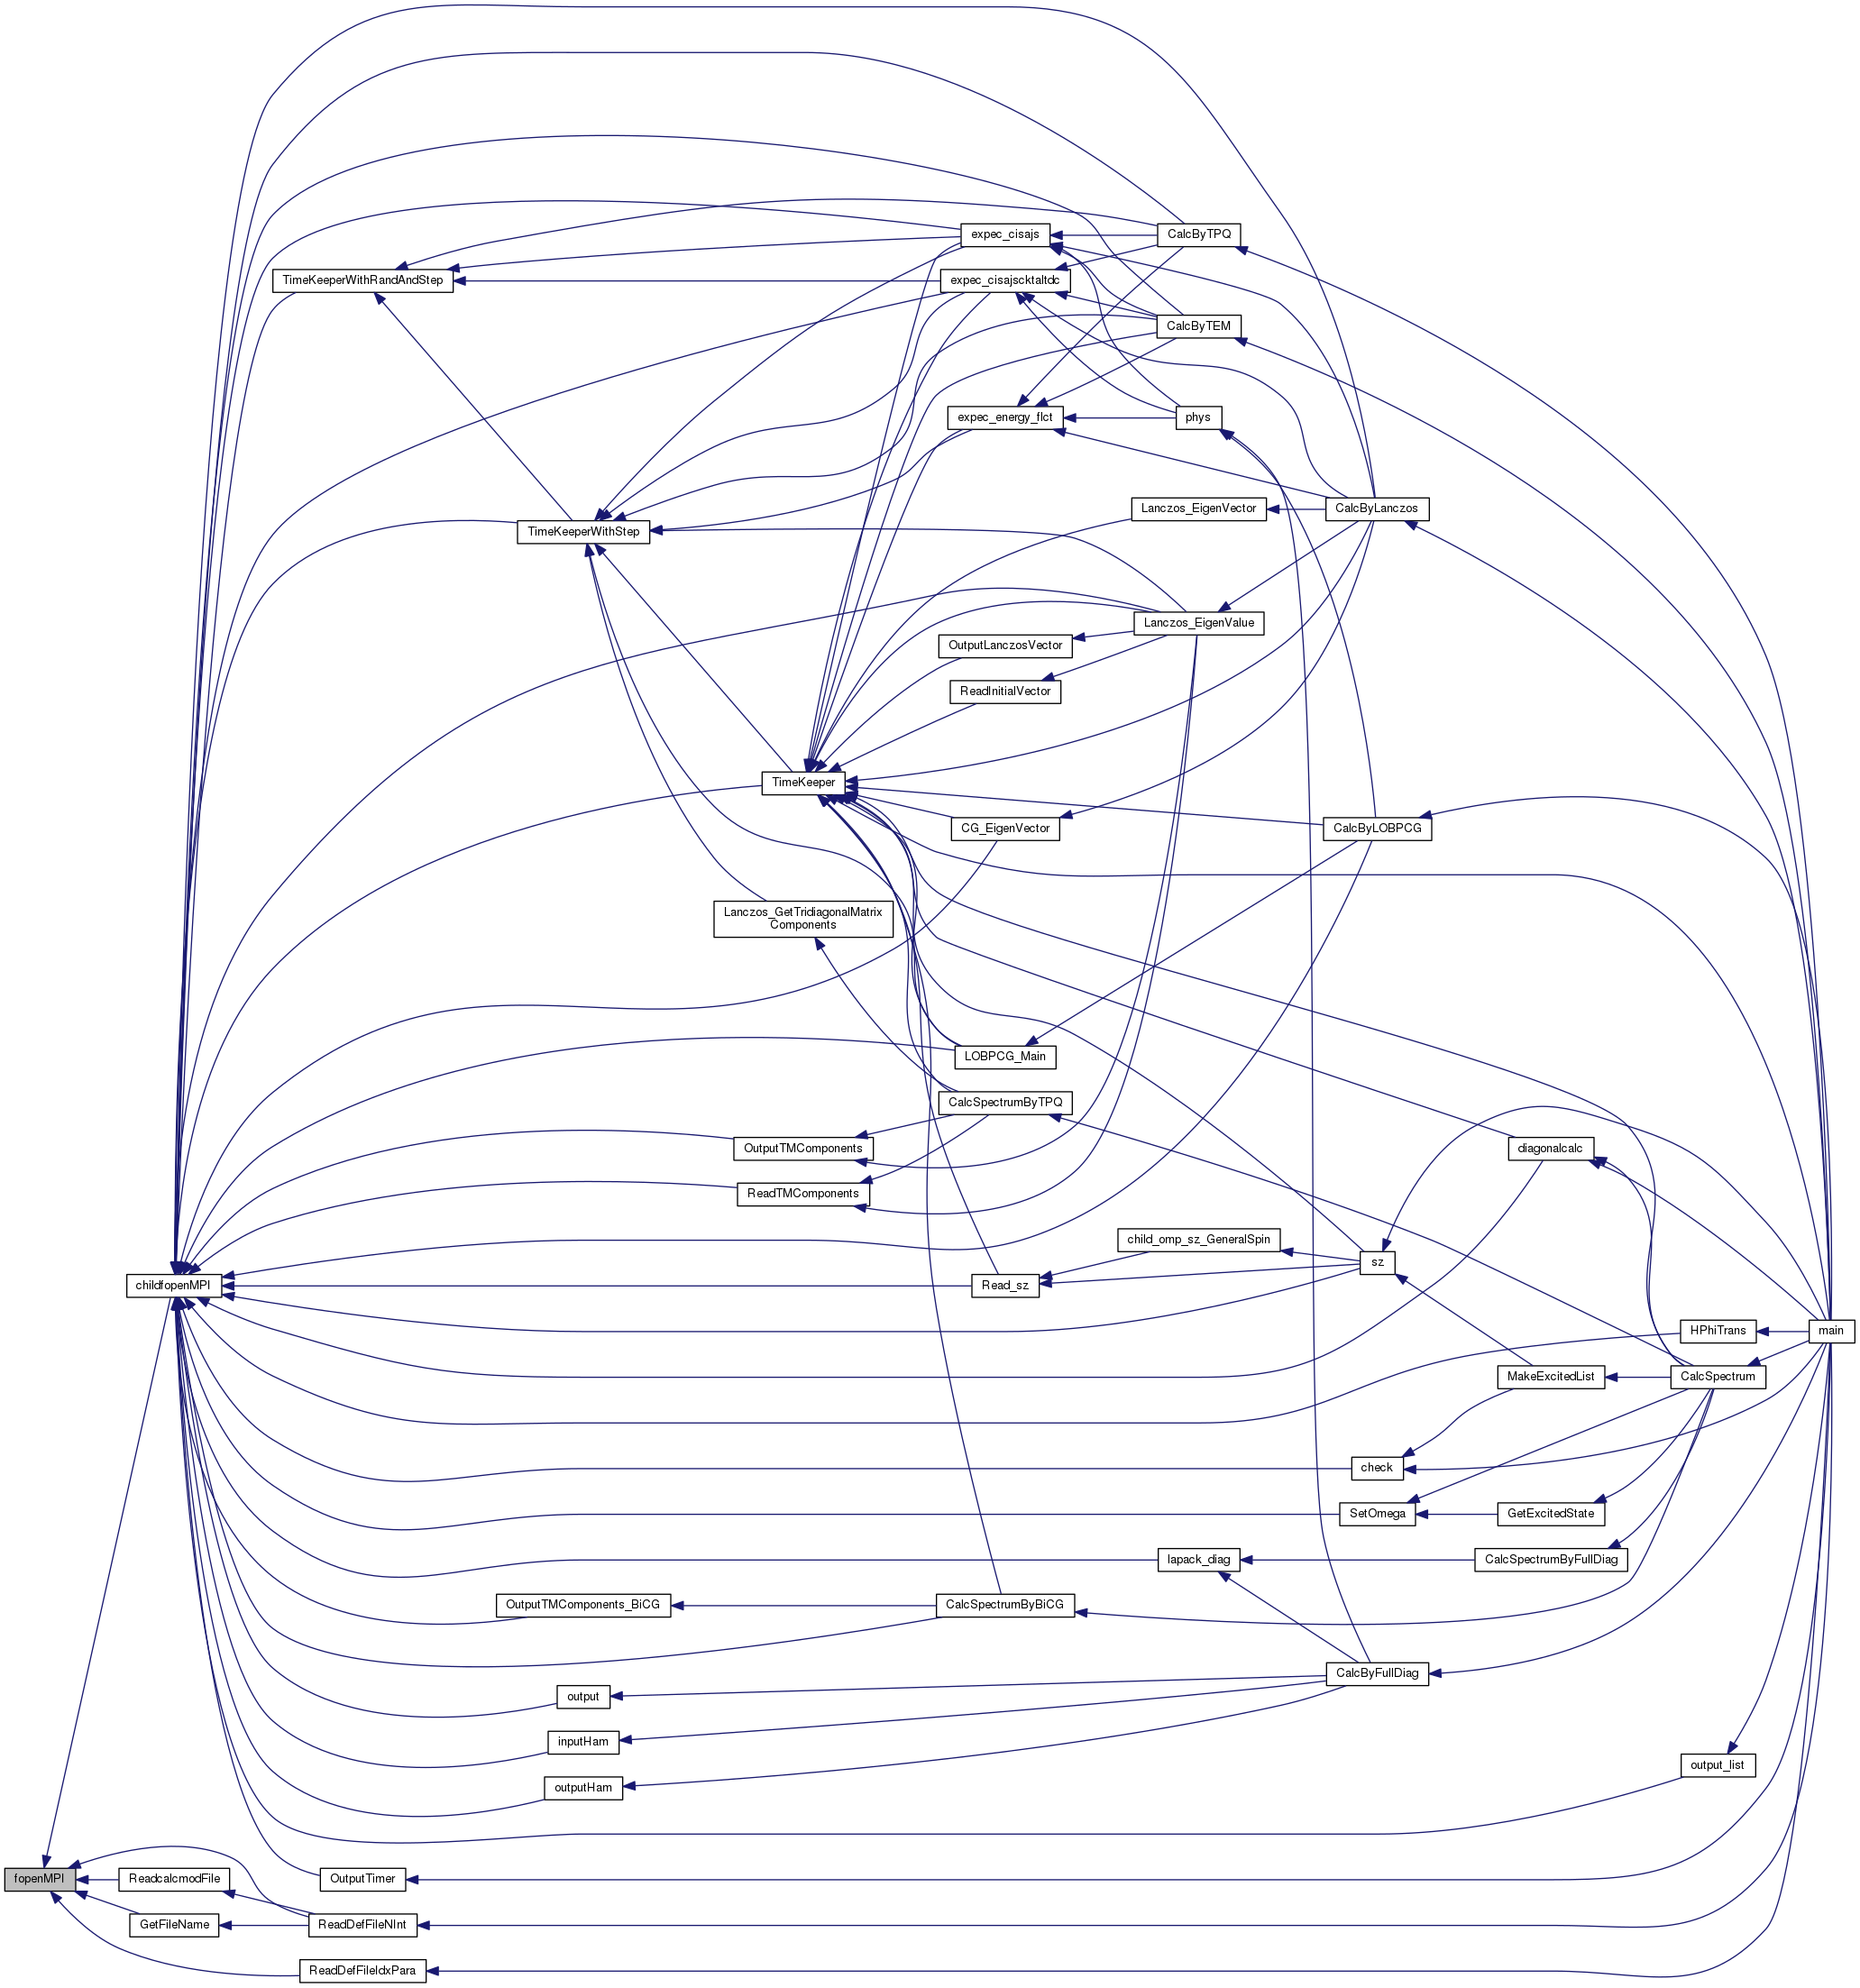 expec_cisajs
CalcByTPQ
TimeKeeperWithRandAndStep
expec_cisajscktaltdc
CalcByTEM
expec_energy_flct
phys
Lanczos_EigenVector
CalcByLanczos
TimeKeeperWithStep
Lanczos_EigenValue
OutputLanczosVector
ReadInitialVector
TimeKeeper
CG_EigenVector
CalcByLOBPCG
Lanczos_GetTridiagonalMatrix
Components
LOBPCG_Main
CalcSpectrumByTPQ
OutputTMComponents
diagonalcalc
ReadTMComponents
child_omp_sz_GeneralSpin
sz
childfopenMPI
Read_sz
HPhiTrans
main
MakeExcitedList
CalcSpectrum
check
SetOmega
GetExcitedState
lapack_diag
CalcSpectrumByFullDiag
OutputTMComponents_BiCG
CalcSpectrumByBiCG
CalcByFullDiag
output
inputHam
output_list
outputHam
fopenMPI
ReadcalcmodFile
OutputTimer
GetFileName
ReadDefFileNInt
ReadDefFileIdxPara